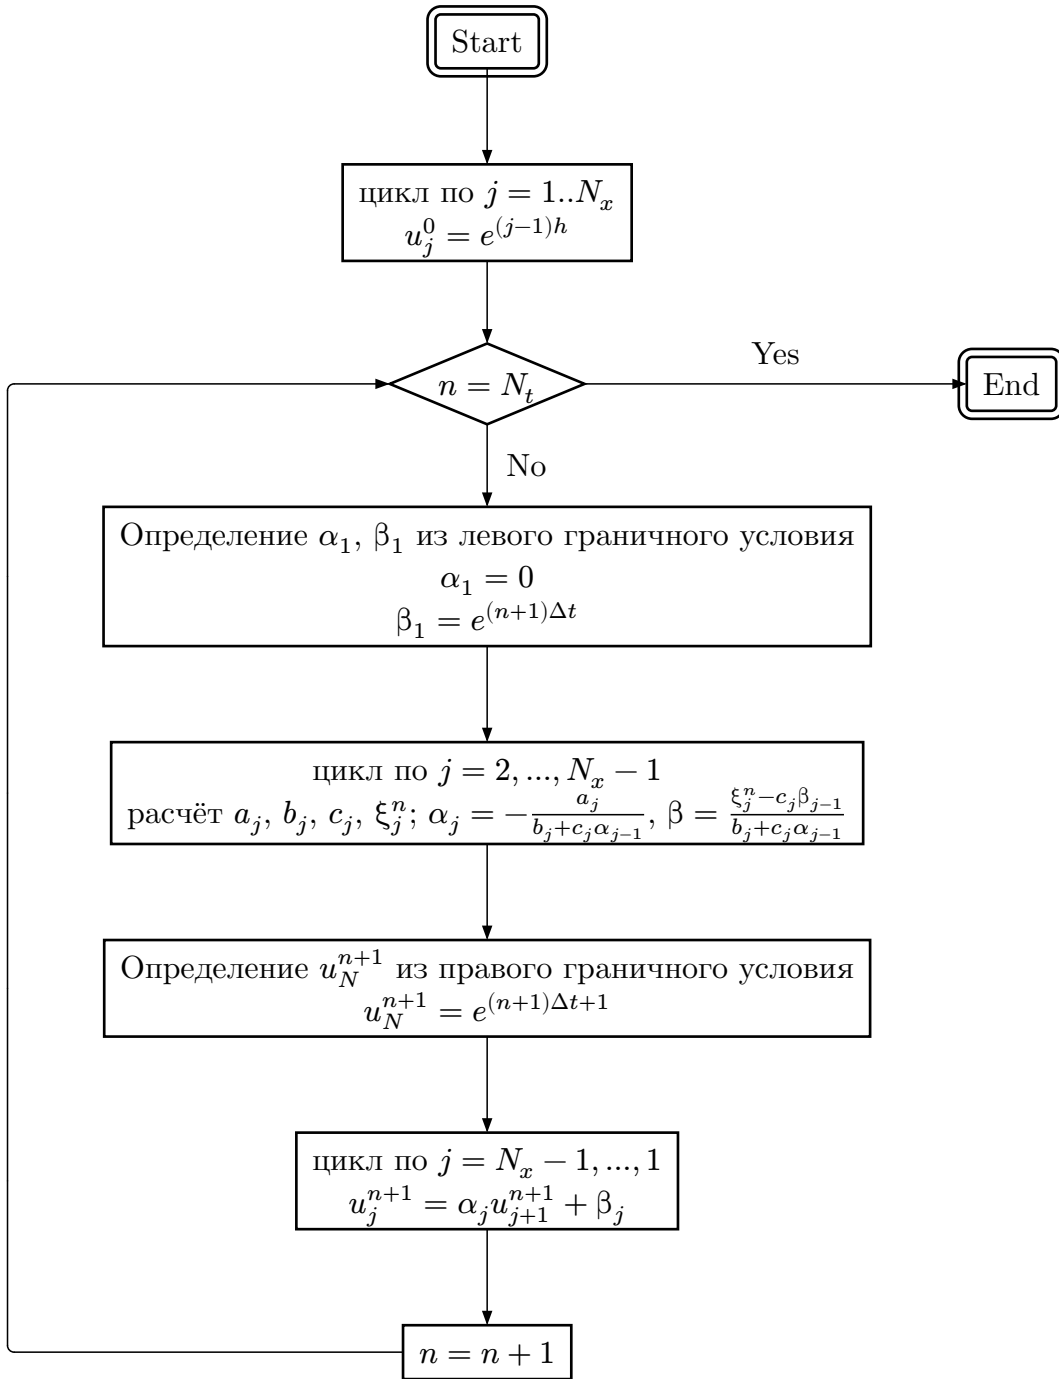 Start
цикл по j = 1..N_x
u_j^0 = e^{(j−1)h}
n = N_t
Yes
End
No
Определение α_1, β_1 из левого граничного условия
α_1 = 0
β_1 = e^{(n+1)Δt}
цикл по j = 2, ..., N_x − 1
расчёт a_j, b_j, c_j, ξ_j^n; α_j = −\frac{a_j}{b_j+c_jα_{j−1}}, β = \frac{ξ_j^n−c_jβ_{j−1}}{b_j+c_jα_{j−1}}
Определение u_N^{n+1} из правого граничного условия
u_N^{n+1} = e^{(n+1)Δt+1}
цикл по j = N_x − 1, ..., 1
u_j^{n+1} = α_j u_{j+1}^{n+1} + β_j
n = n + 1